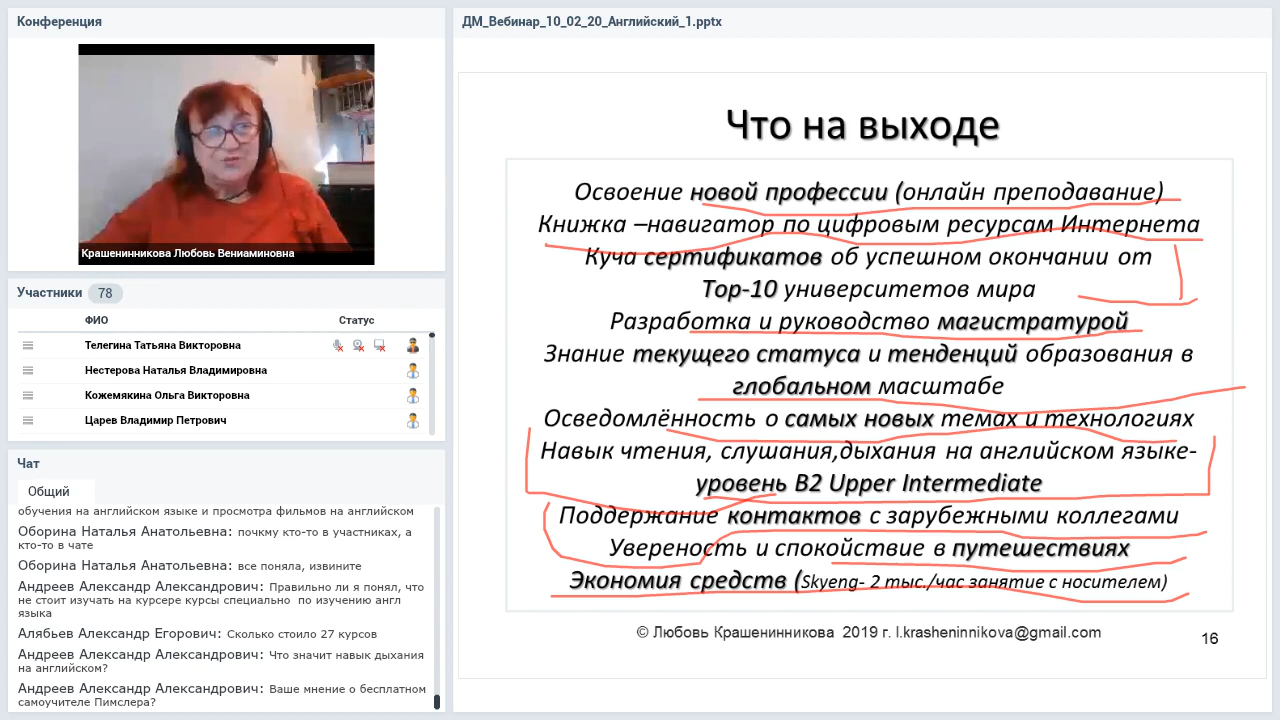 Конференция
Крашенинникова Любовь Вениаминовна
Участники 78
ФИО Статус
Телегина Татьяна Викторовна
Нестерова Наталья Владимировна
Кожемякина Ольга Викторовна
Царев Владимир Петрович
Чат
Общий
обучения на английском языке и просмотра фильмов на английском
Оборина Наталья Анатольевна: почкму кто-то в участниках, а
кто-то в чате
Оборина Наталья Анатольевна: все поняла, извините
Андреев Александр Александрович: Правильно ли я понял, что
не стоит изучать на курсере курсы специально по изучению англ
языка
Алябьев Александр Егорович: Сколько стоило 27 курсов
Андреев Александр Александрович: Что значит навык дыхания
на английском?
Андреев Александр Александрович: Ваше мнение о бесплатном
самоучителе Пимслера?
ДМ_Вебинар_10_02_20_Английский_1.pptx
Что на выходе
Освоение новой профессии (онлайн преподавание)
Книжка –навигатор по цифровым ресурсам Интернета
Куча сертификатов об успешном окончании от
Top-10 университетов мира
Разработка и руководство магистратурой
Знание текущего статуса и тенденций образования в
глобальном масштабе
Осведомлённость о самых новых темах и технологиях
Навык чтения, слушания,дыхания на английском языке-
уровень B2 Upper Intermediate
Поддержание контактов с зарубежными коллегами
Увереность и спокойствие в путешествиях
Экономия средств (Skyeng- 2 тыс./час занятие с носителем)
© Любовь Крашенинникова 2019 г. l.krasheninnikova@gmail.com
16